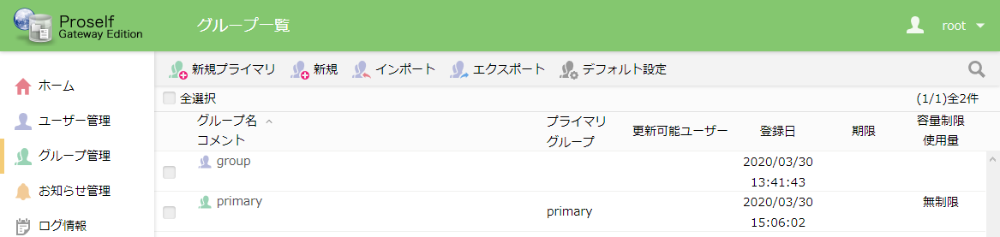 Proself
Gateway Edition
グループ一覧
root
新規プライマリ 新規 インポート エクスポート デフォルト設定
ホーム
ユーザー管理
グループ管理
お知らせ管理
ログ情報
全選択 (1/1)全2件
グループ名 プライマリ 更新可能ユーザー 登録日 期限 容量制限
コメント グループ 使用量
group 2020/03/30
13:41:43
primary 2020/03/30 無制限
primary 15:06:02